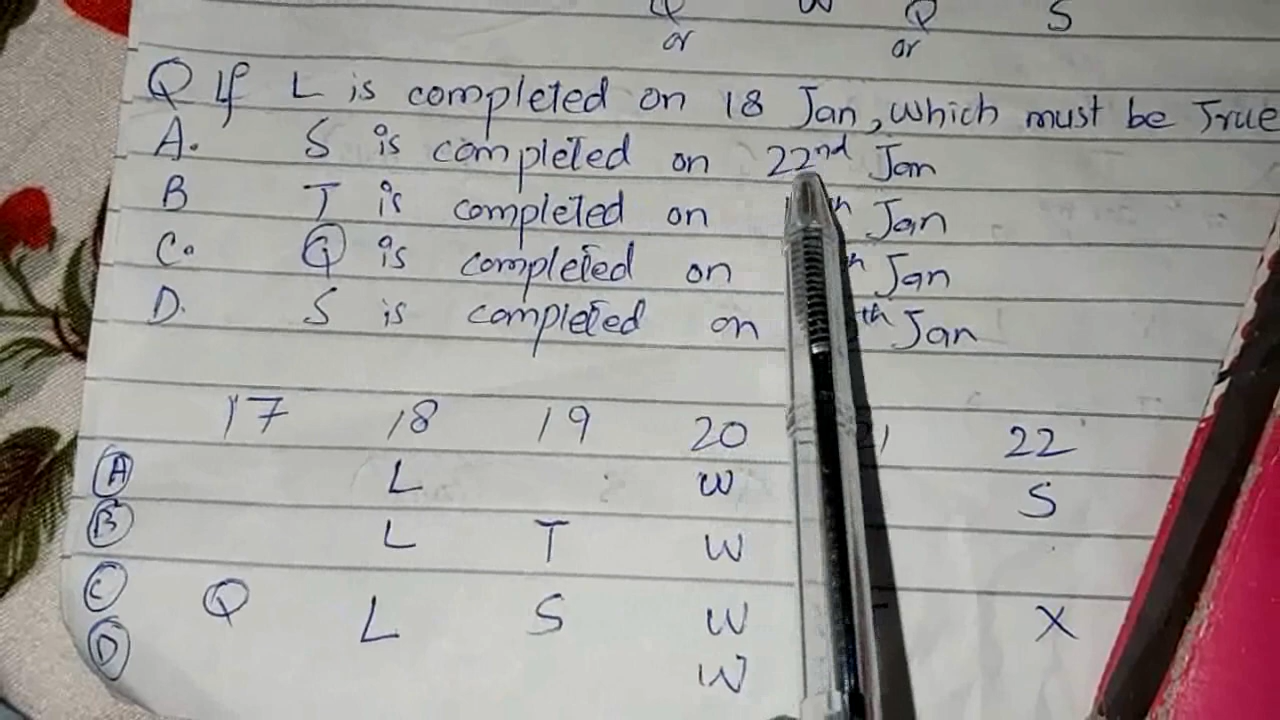 Q W Q S
or or
Q If L is completed on 18 Jan, which must be True
A. S is completed on 22nd Jan
B T is completed on Jan
C. Q is completed on Jan
D. S is completed on th Jan
17 18 19 20 22
A L W S
B L T W
C Q L S W X
D W